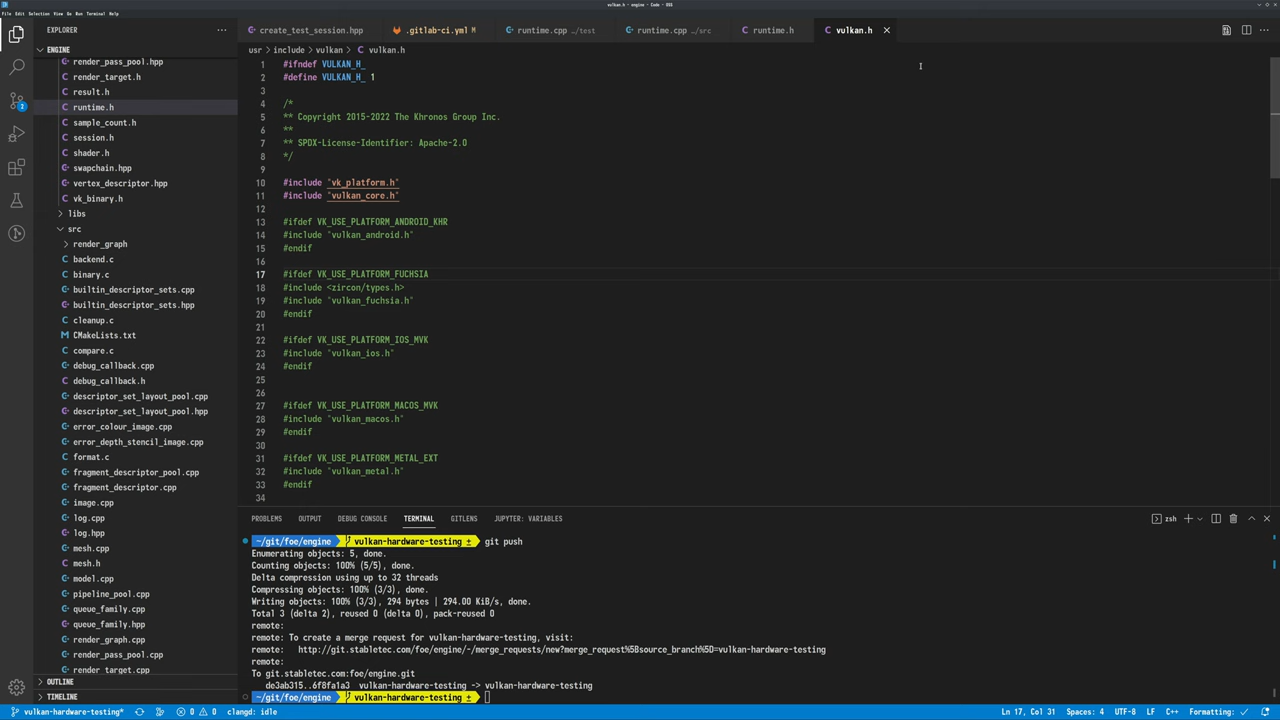 vulkan.h - engine - Code - OSS
File Edit Selection View Go Run Terminal Help
EXPLORER
ENGINE
render_pass_pool.hpp
render_target.h
result.h
runtime.h
sample_count.h
session.h
shader.h
swapchain.hpp
vertex_descriptor.hpp
vk_binary.h
libs
src
render_graph
backend.c
binary.c
builtin_descriptor_sets.cpp
builtin_descriptor_sets.hpp
cleanup.c
CMakeLists.txt
compare.c
debug_callback.cpp
debug_callback.h
descriptor_set_layout_pool.cpp
descriptor_set_layout_pool.hpp
error_colour_image.cpp
error_depth_stencil_image.cpp
format.c
fragment_descriptor_pool.cpp
fragment_descriptor.cpp
image.cpp
log.cpp
log.hpp
mesh.cpp
mesh.h
model.cpp
pipeline_pool.cpp
queue_family.cpp
queue_family.hpp
render_graph.cpp
render_pass_pool.cpp
render_target.cpp
OUTLINE
TIMELINE
create_test_session.hpp
.gitlab-ci.yml M
runtime.cpp .../test
runtime.cpp .../src
runtime.h
vulkan.h
usr > include > vulkan > C vulkan.h
1 #ifndef VULKAN_H_
2 #define VULKAN_H_ 1
3
4 /*
5 ** Copyright 2015-2022 The Khronos Group Inc.
6 **
7 ** SPDX-License-Identifier: Apache-2.0
8 */
9
10 #include "vk_platform.h"
11 #include "vulkan_core.h"
12
13 #ifdef VK_USE_PLATFORM_ANDROID_KHR
14 #include "vulkan_android.h"
15 #endif
16
17 #ifdef VK_USE_PLATFORM_FUCHSIA
18 #include <zircon/types.h>
19 #include "vulkan_fuchsia.h"
20 #endif
21
22 #ifdef VK_USE_PLATFORM_IOS_MVK
23 #include "vulkan_ios.h"
24 #endif
25
26
27 #ifdef VK_USE_PLATFORM_MACOS_MVK
28 #include "vulkan_macos.h"
29 #endif
30
31 #ifdef VK_USE_PLATFORM_METAL_EXT
32 #include "vulkan_metal.h"
33 #endif
34
PROBLEMS OUTPUT DEBUG CONSOLE TERMINAL GITLENS JUPYTER: VARIABLES
zsh
~/git/foe/engine vulkan-hardware-testing ± git push
Enumerating objects: 5, done.
Counting objects: 100% (5/5), done.
Delta compression using up to 32 threads
Compressing objects: 100% (3/3), done.
Writing objects: 100% (3/3), 294 bytes | 294.00 KiB/s, done.
Total 3 (delta 2), reused 0 (delta 0), pack-reused 0
remote:
remote: To create a merge request for vulkan-hardware-testing, visit:
remote:   http://git.stabletec.com/foe/engine/-/merge_requests/new?merge_request%5Bsource_branch%5D=vulkan-hardware-testing
remote:
To git.stabletec.com:foe/engine.git
de3ab315..6f8fa1a3  vulkan-hardware-testing -> vulkan-hardware-testing
~/git/foe/engine vulkan-hardware-testing ±
vulkan-hardware-testing* 0 0 clangd: idle
Ln 17, Col 31 Spaces: 4 UTF-8 LF C++ Formatting: ✓